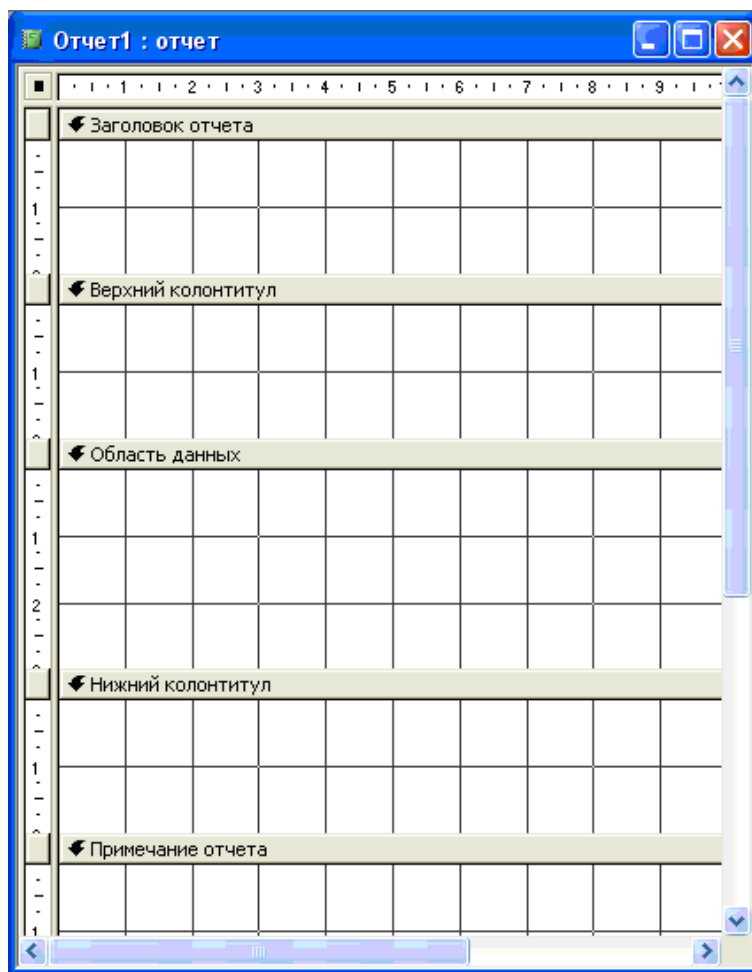 Отчет1 : отчет
1 2 3 4 5 6 7 8 9
Заголовок отчета
1
Верхний колонтитул
1
Область данных
1
2
Нижний колонтитул
1
Примечание отчета
1